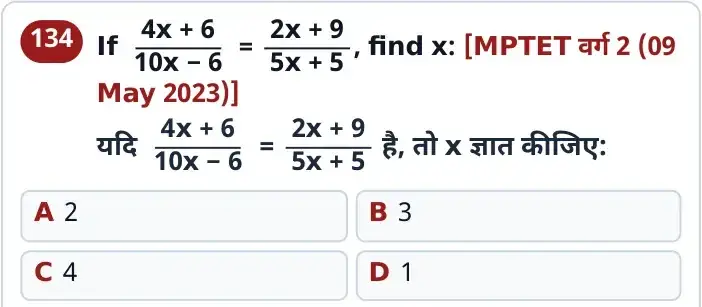 134 If (4x + 6)/(10x − 6) = (2x + 9)/(5x + 5), find x: [MPTET वर्ग 2 (09
May 2023)]
यदि (4x + 6)/(10x − 6) = (2x + 9)/(5x + 5) है, तो x ज्ञात कीजिए:
A 2
B 3
C 4
D 1